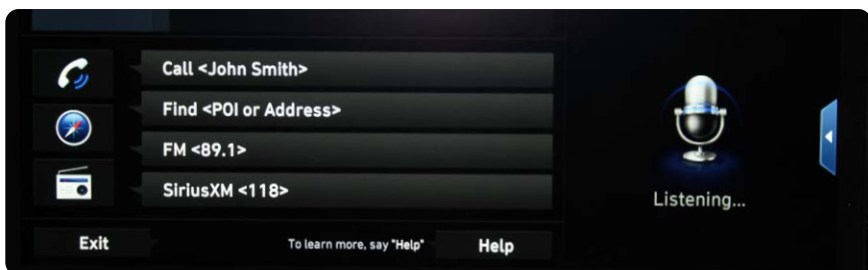 Call <John Smith>
Find <POI or Address>
FM <89.1>
SiriusXM <118>
Listening...
Exit
To learn more, say "Help"
Help